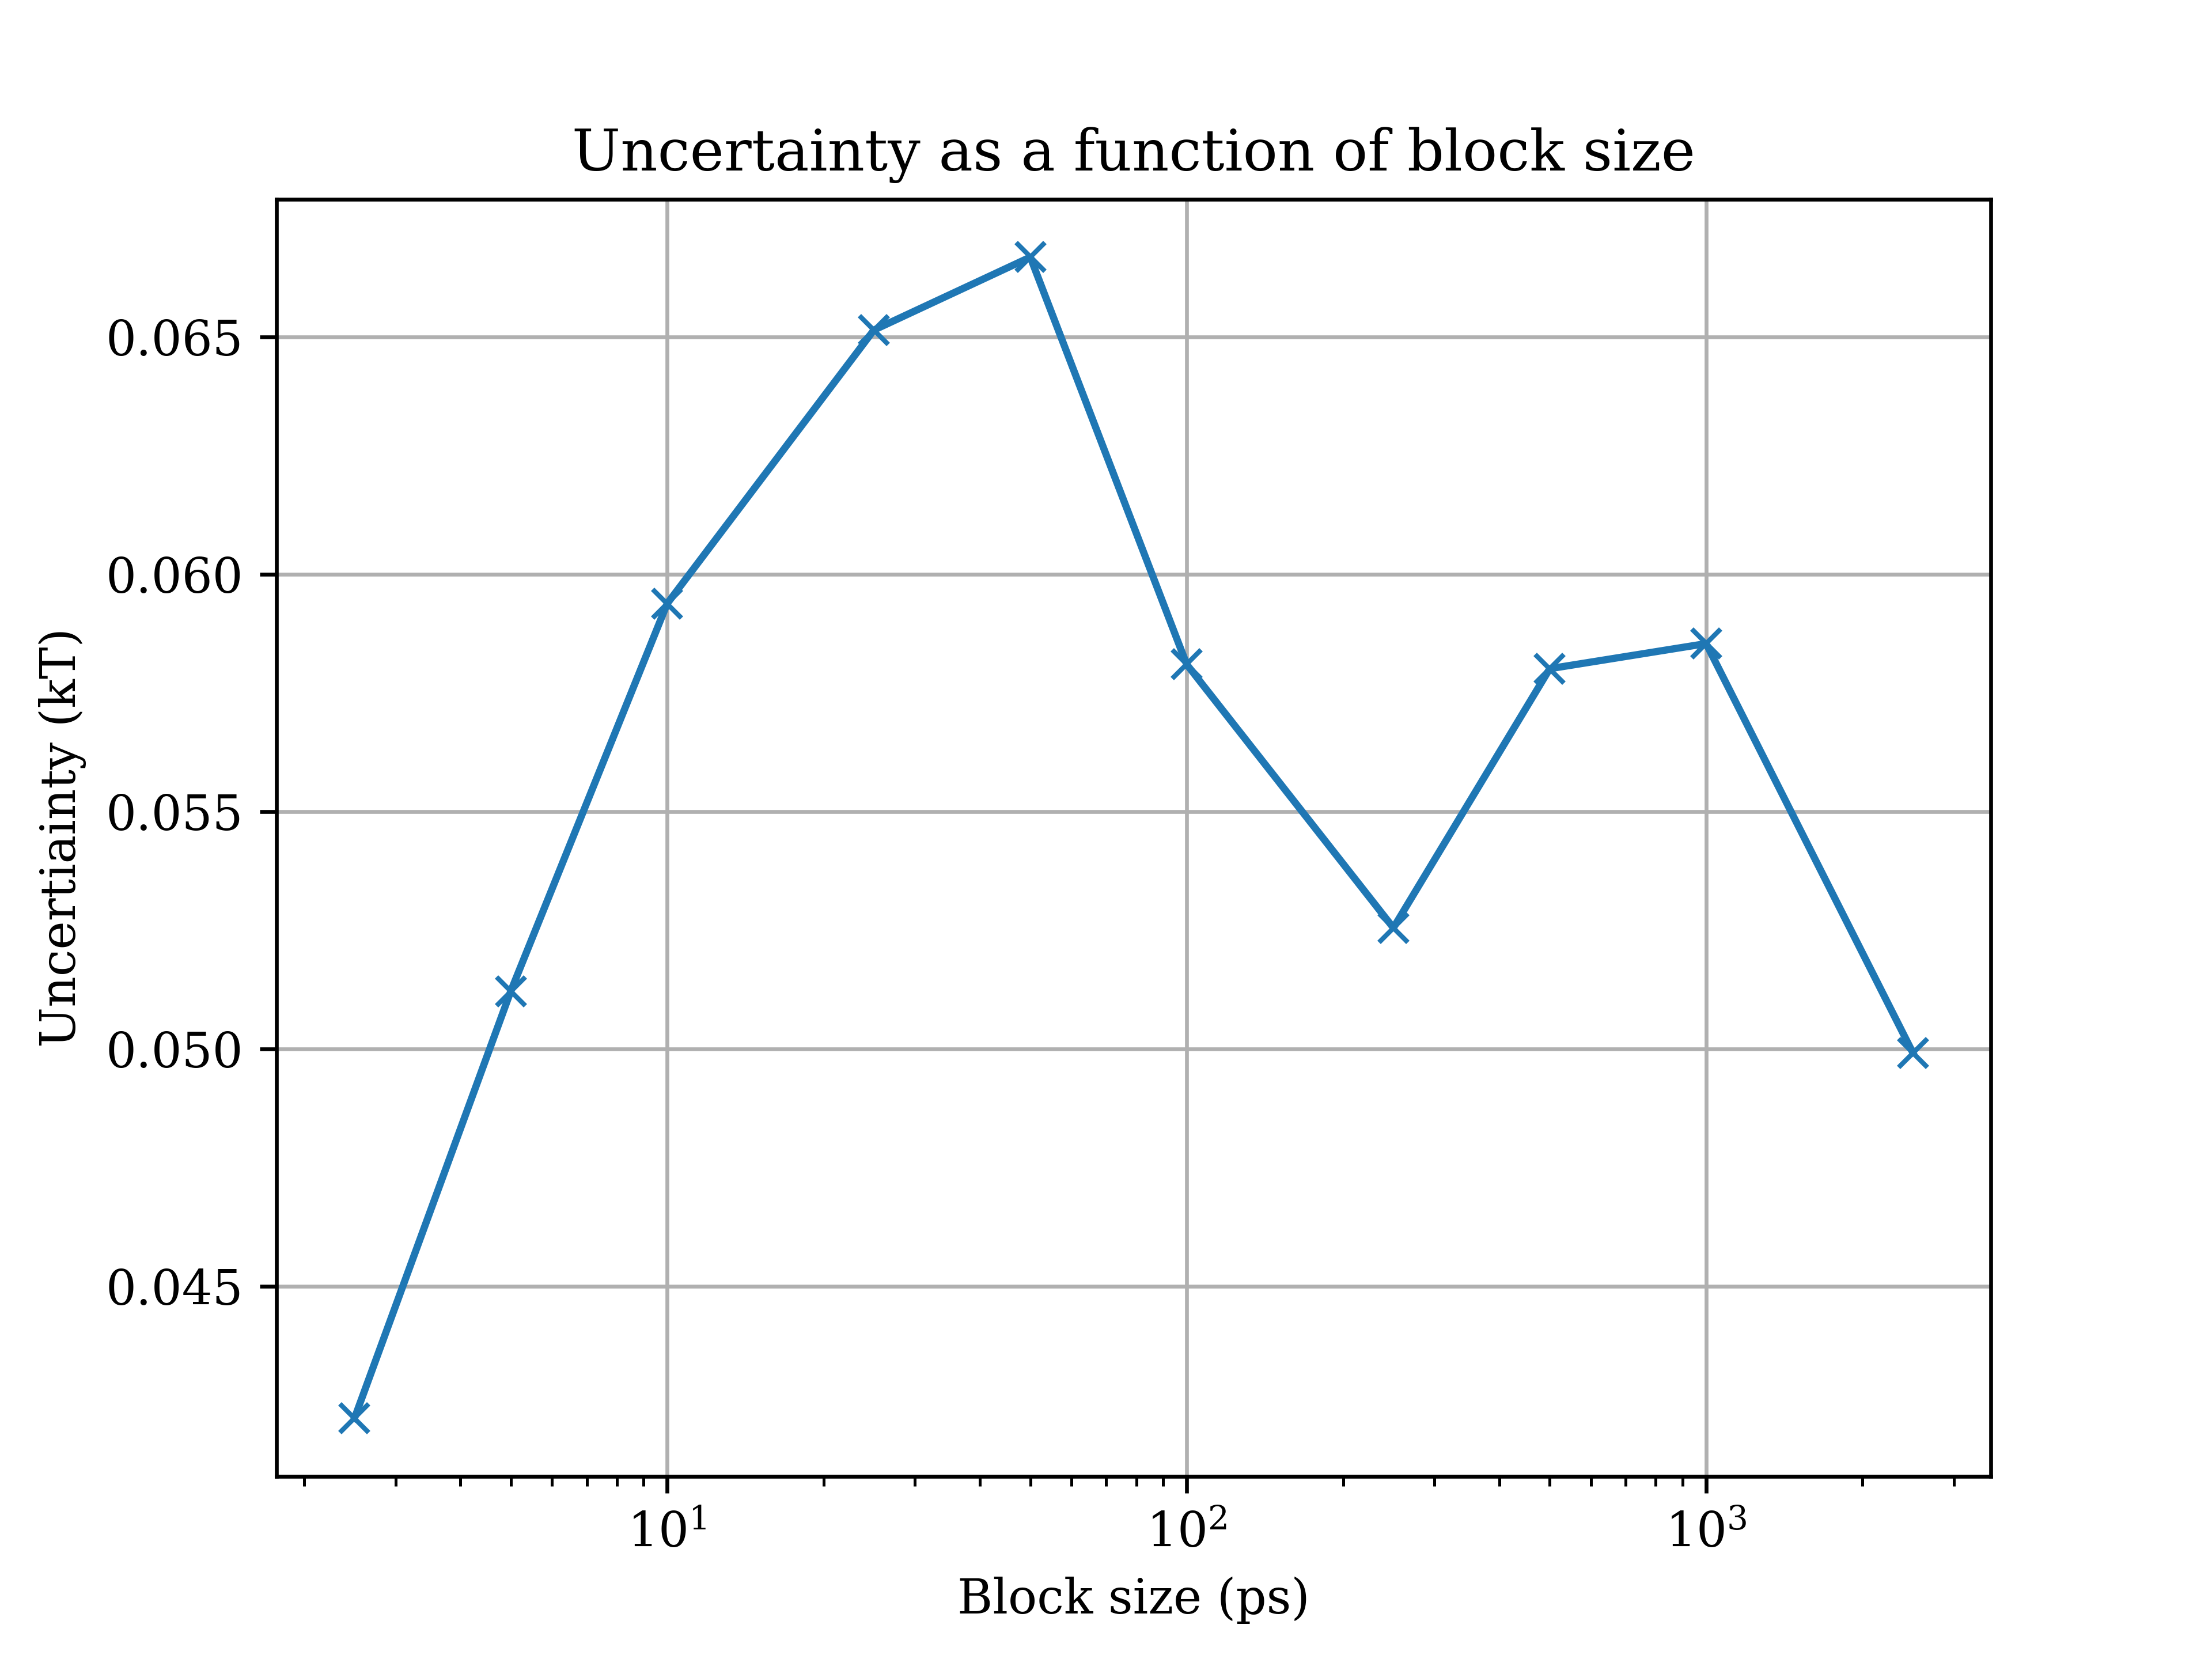 Uncertainty as a function of block size
0.065
0.060
0.055
0.050
0.045
Uncertiainty (kT)
10¹ 10² 10³
Block size (ps)